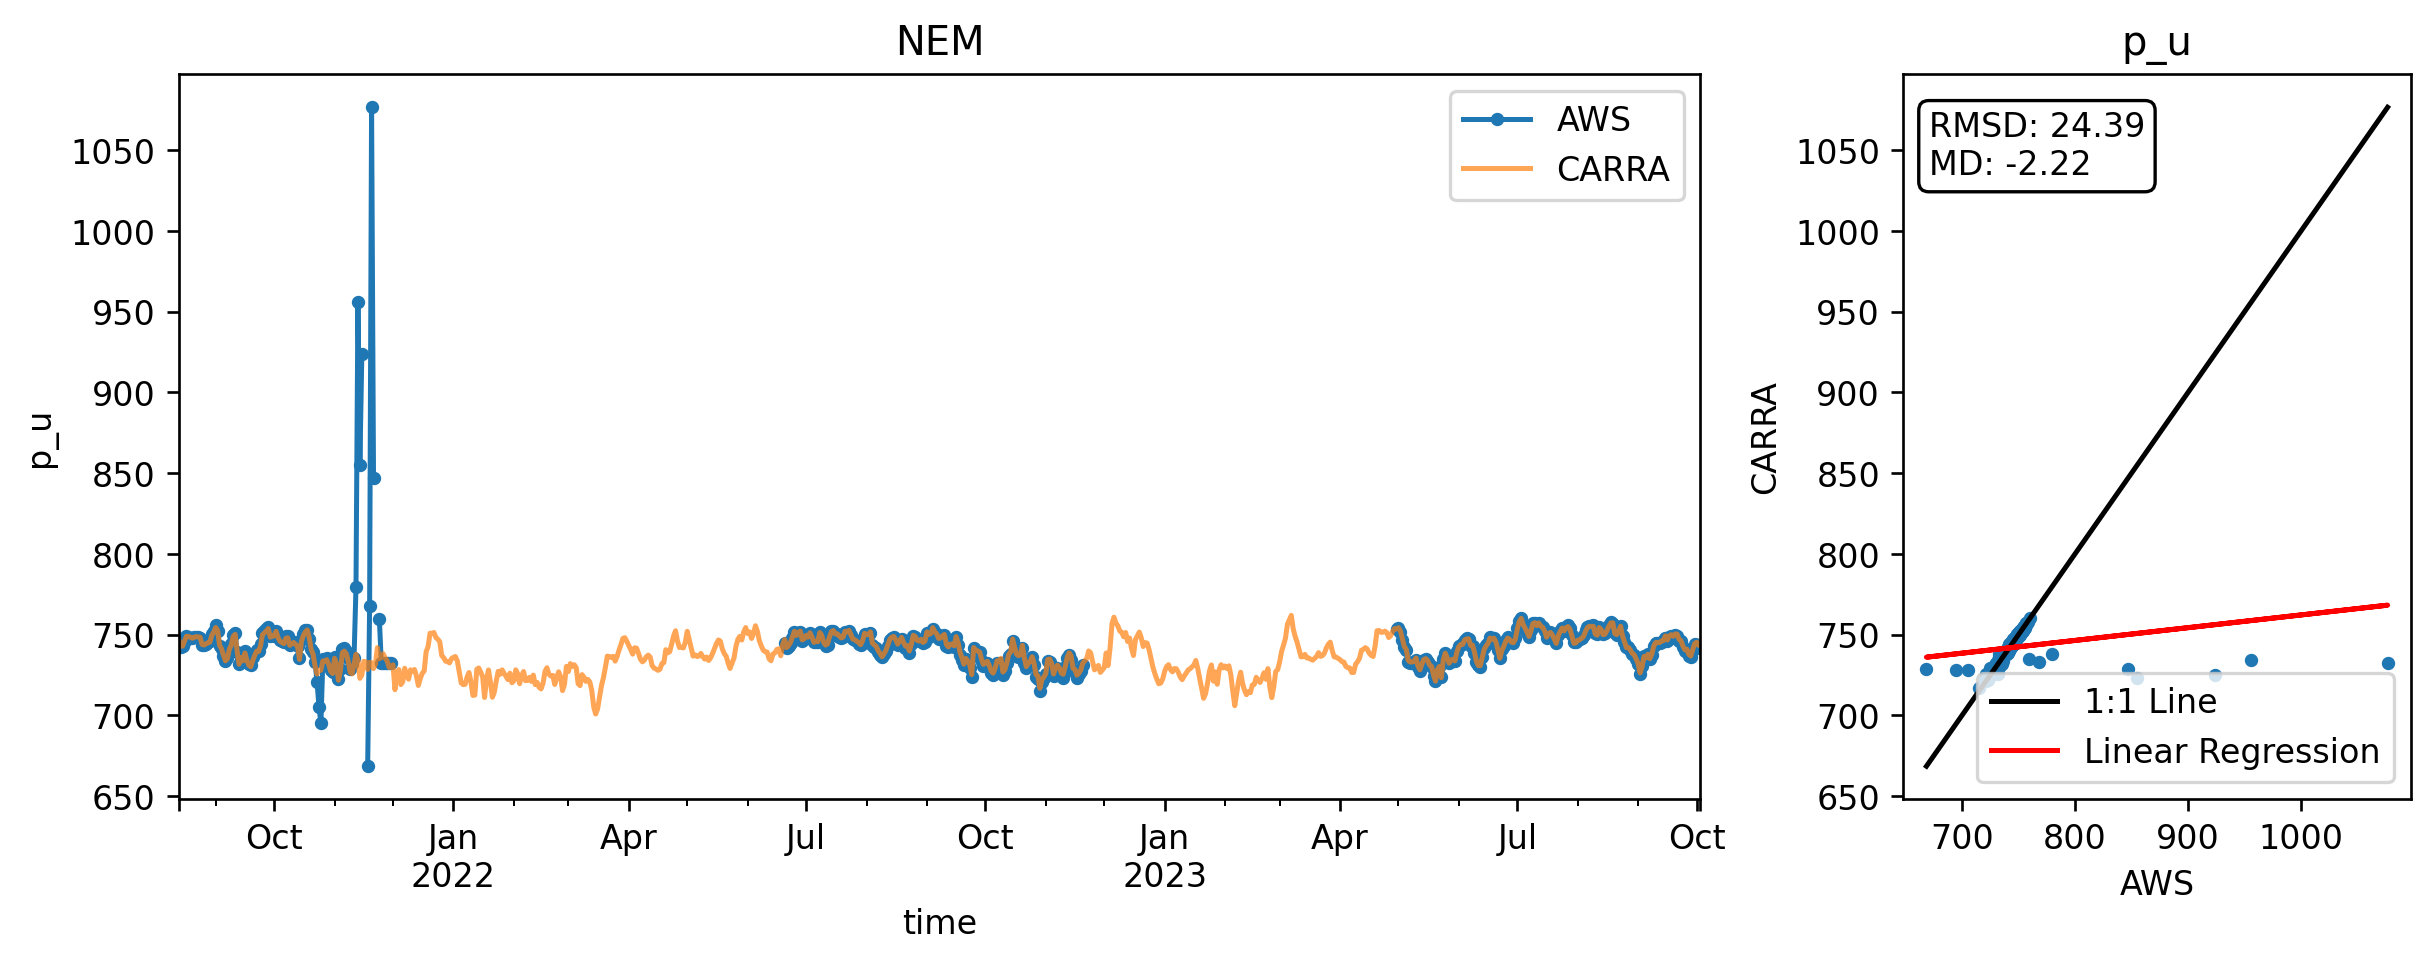 NEM
p_u
1050
1000
950
900
850
800
750
700
650
AWS
CARRA
Oct
Jan
2022
Apr
Jul
Oct
Jan
2023
Apr
Jul
Oct
time
p_u
CARRA
1050
1000
950
900
850
800
750
700
650
RMSD: 24.39
MD: -2.22
1:1 Line
Linear Regression
700 800 900 1000
AWS